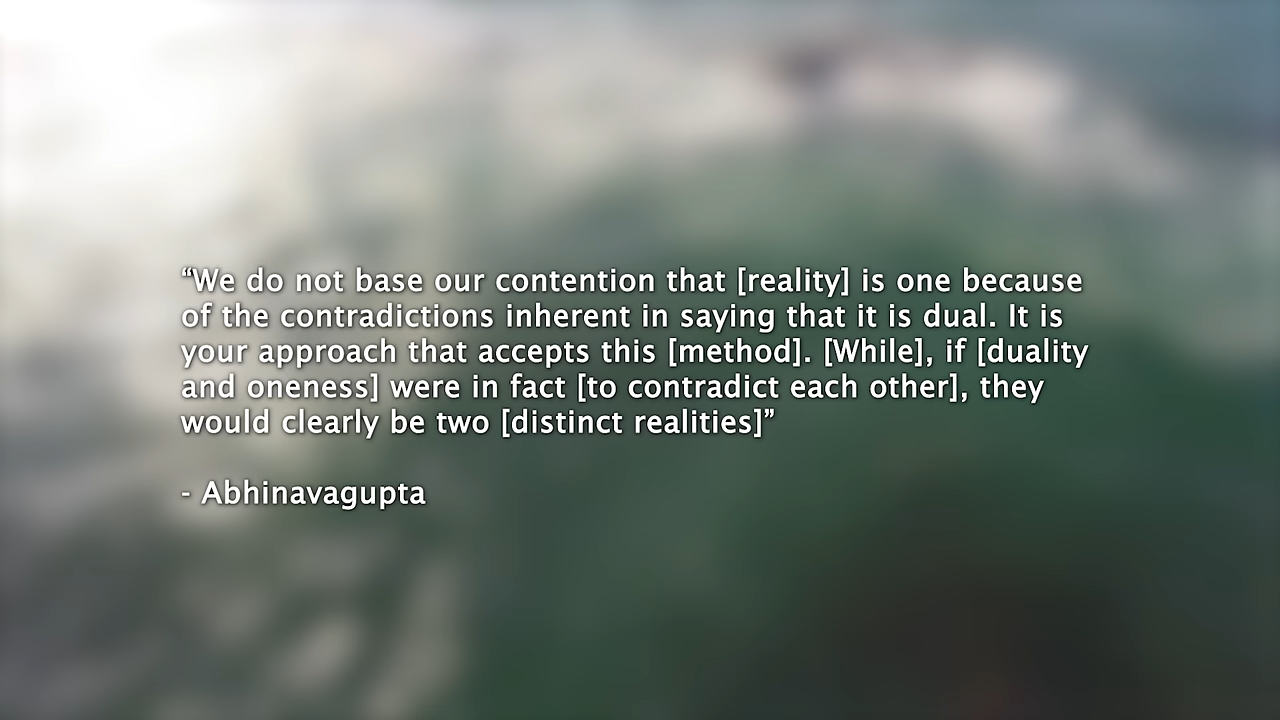 “We do not base our contention that [reality] is one because
of the contradictions inherent in saying that it is dual. It is
your approach that accepts this [method]. [While], if [duality
and oneness] were in fact [to contradict each other], they
would clearly be two [distinct realities]”
- Abhinavagupta